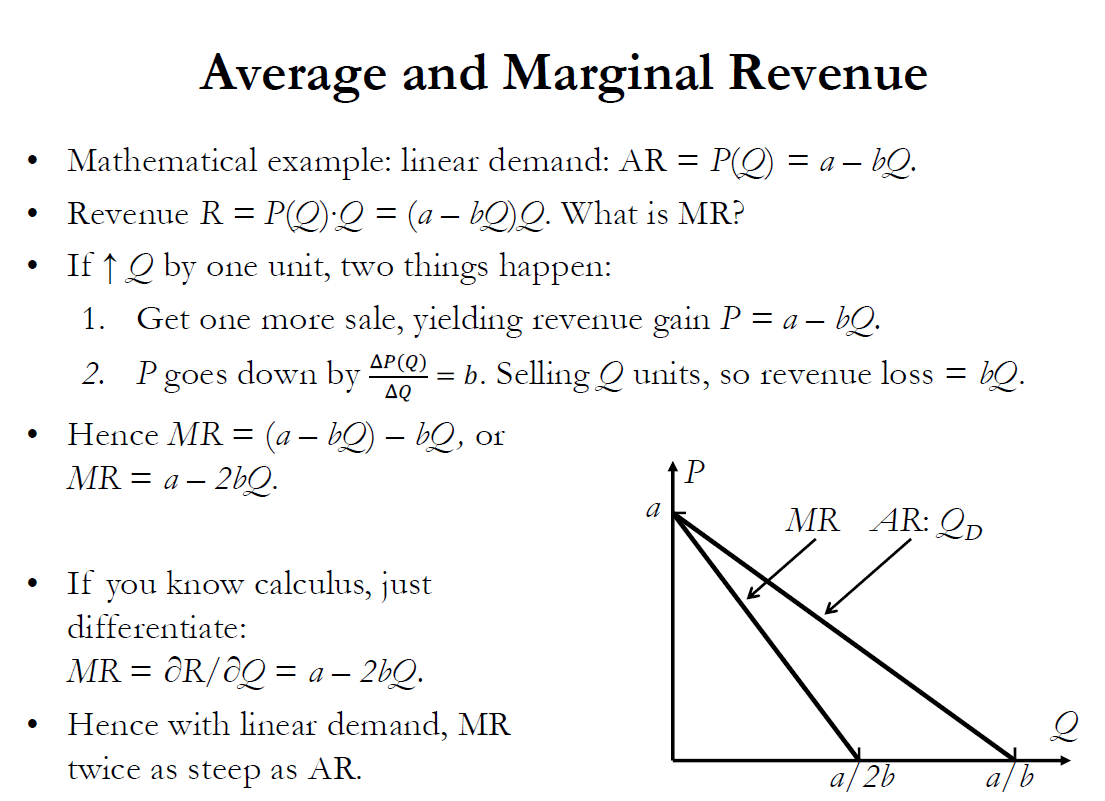 Average and Marginal Revenue
• Mathematical example: linear demand: AR = P(Q) = a – bQ.
• Revenue R = P(Q)·Q = (a – bQ)Q. What is MR?
• If ↑ Q by one unit, two things happen:
1. Get one more sale, yielding revenue gain P = a – bQ.
2. P goes down by ΔP(Q)/ΔQ = b. Selling Q units, so revenue loss = bQ.
• Hence MR = (a – bQ) – bQ, or
MR = a – 2bQ.
• If you know calculus, just
differentiate:
MR = ∂R/∂Q = a – 2bQ.
• Hence with linear demand, MR
twice as steep as AR.
P
a
MR
AR: Q_D
Q
a/2b
a/b